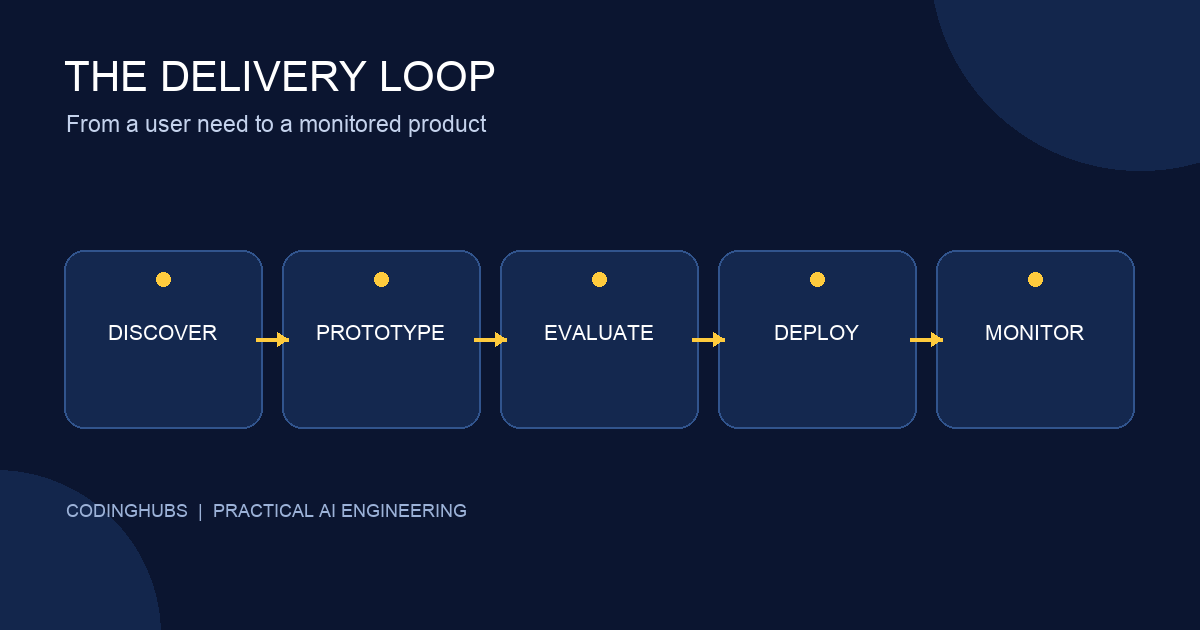 THE DELIVERY LOOP
From a user need to a monitored product
DISCOVER
PROTOTYPE
EVALUATE
DEPLOY
MONITOR
CODINGHUBS | PRACTICAL AI ENGINEERING